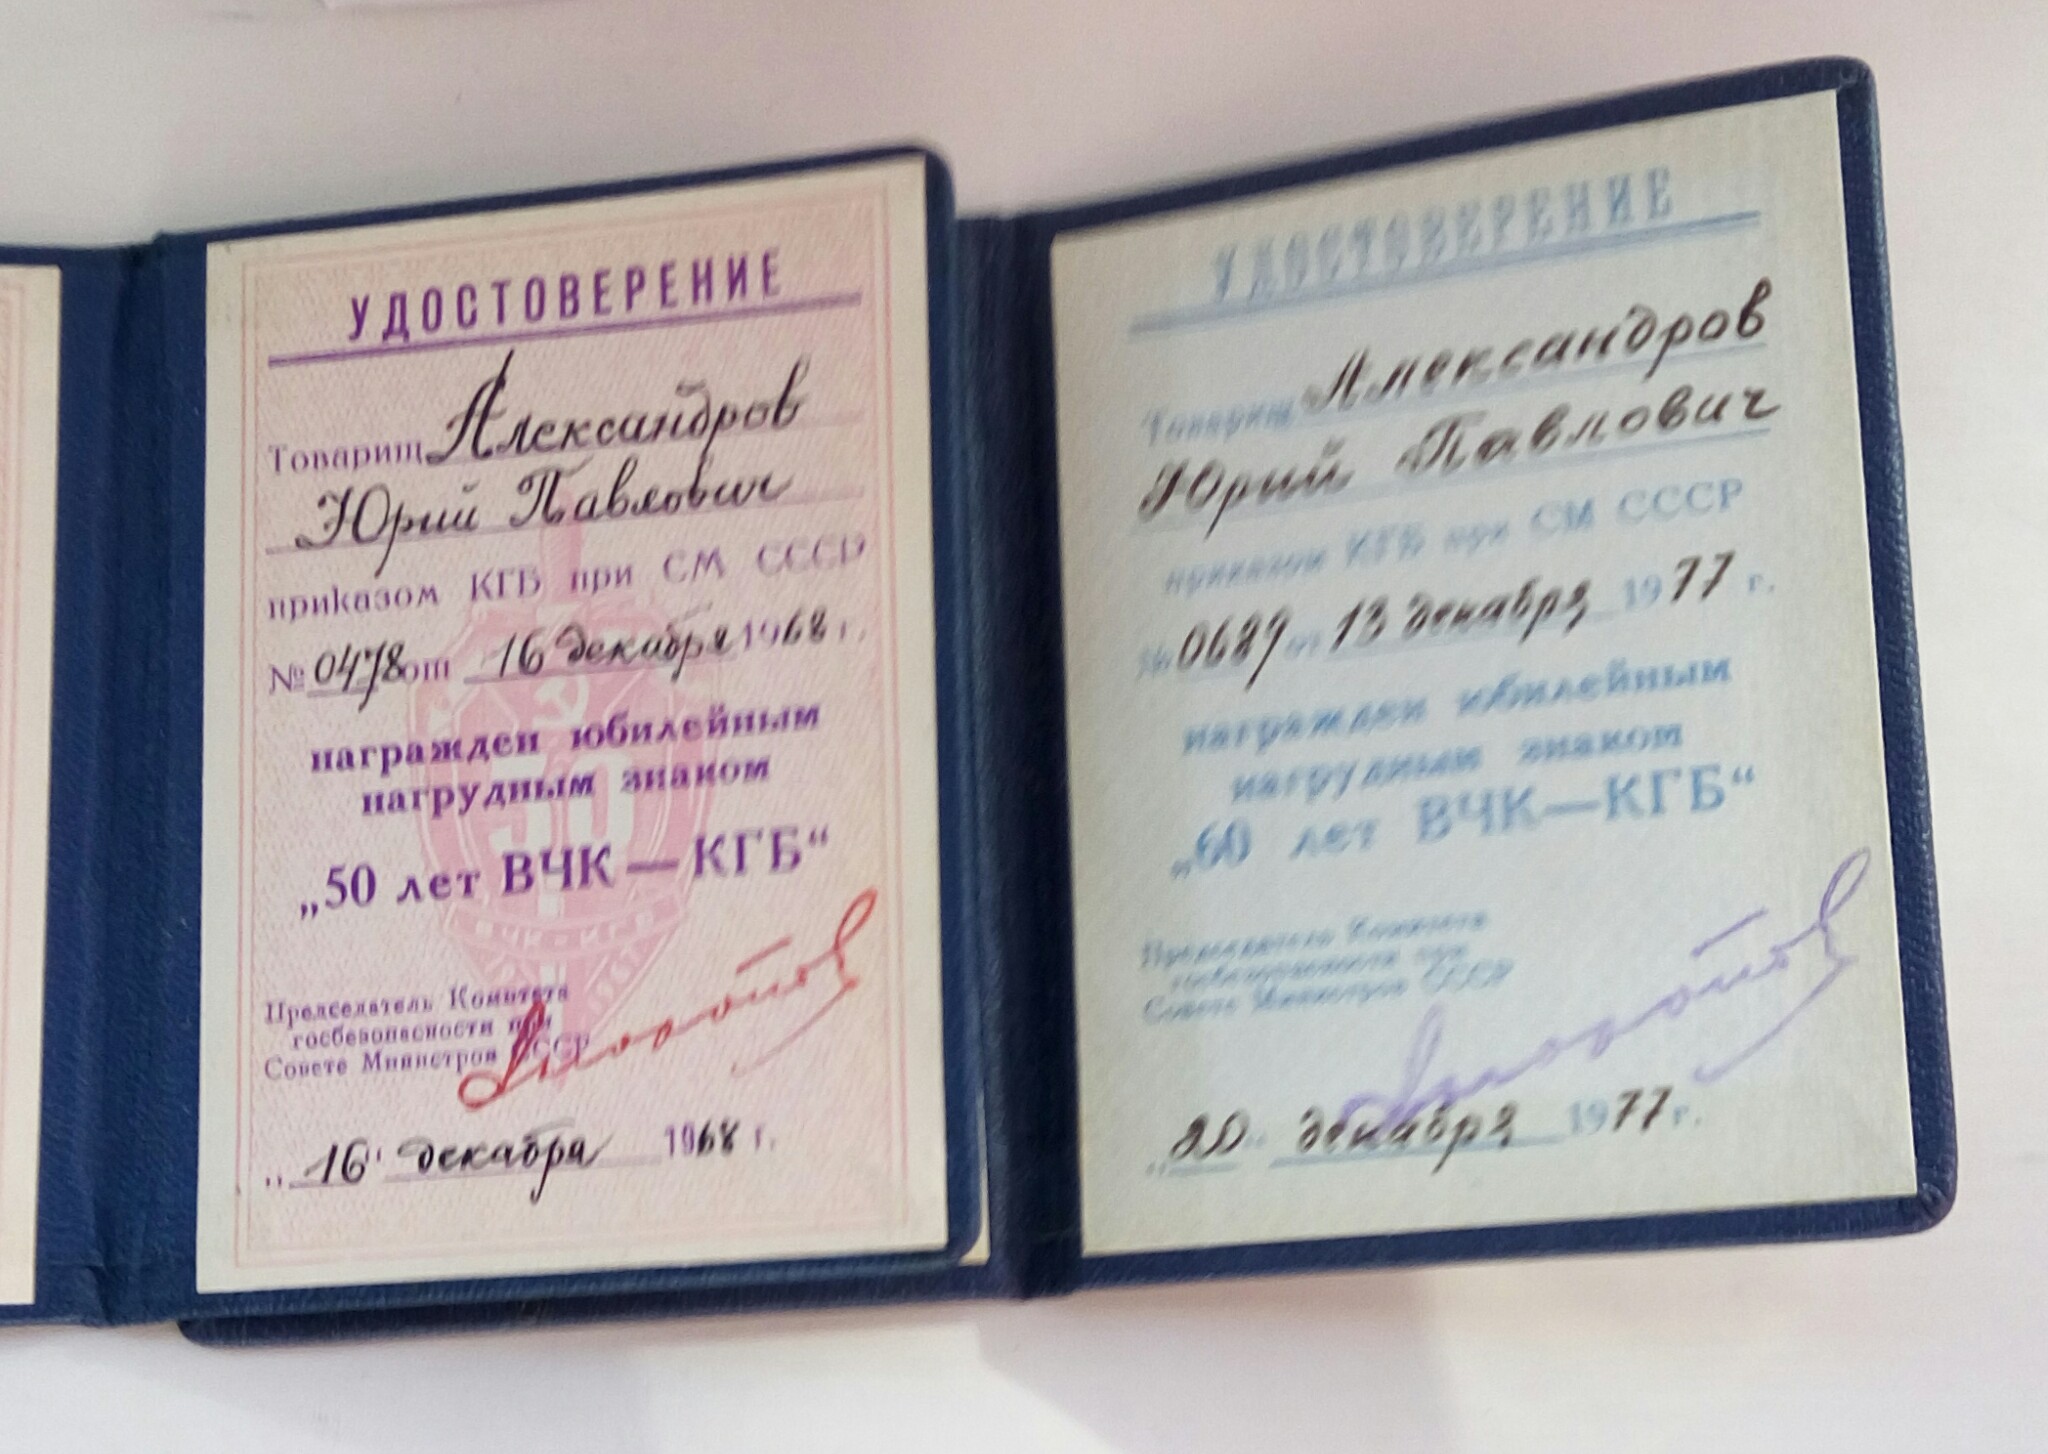 УДОСТОВЕРЕНИЕ
Товарищ Александров
Юрий Павлович
приказом КГБ при СМ СССР
№ 0478 от 16 декабря 1968 г.
награжден юбилейным
нагрудным знаком
„50 лет ВЧК—КГБ“
Председатель Комитета
госбезопасности при
Совете Министров СССР
„16“ декабря 1968 г.
УДОСТОВЕРЕНИЕ
Товарищ Александров
Юрий Павлович
приказом КГБ при СМ СССР
№ 0689 от 13 декабря 1977 г.
награжден юбилейным
нагрудным знаком
„60 лет ВЧК—КГБ“
Председатель Комитета
госбезопасности при
Совете Министров СССР
„20“ декабря 1977 г.